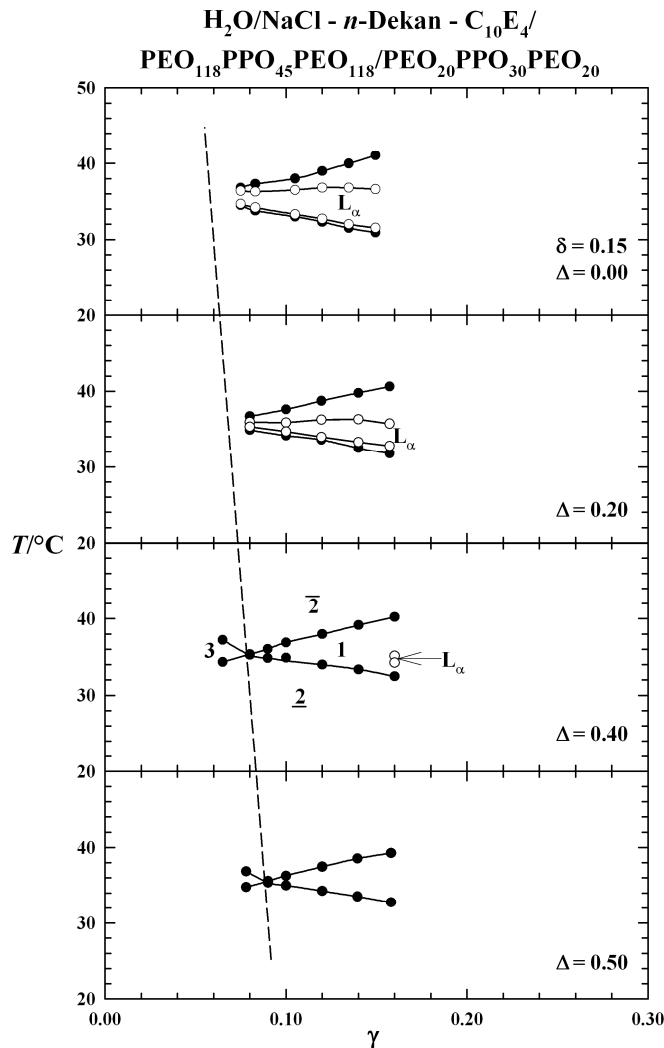 H₂O/NaCl - n-Dekan - C₁₀E₄/
PEO₁₁₈PPO₄₅PEO₁₁₈/PEO₂₀PPO₃₀PEO₂₀
50
40
30
20
Lα
δ = 0.15
Δ = 0.00
40
30
20
Lα
Δ = 0.20
T/°C
40
30
20
3
2̅
1
2̲
Lα
Δ = 0.40
40
30
20
Δ = 0.50
0.00 0.10 0.20 0.30
γ